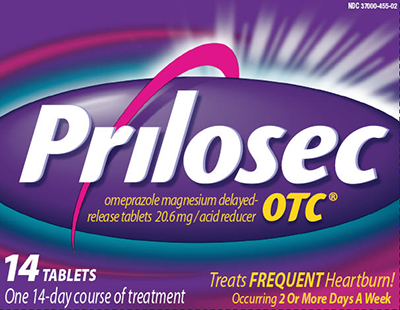 NDC 37000-455-02
Prilosec
omeprazole magnesium delayed-
release tablets 20.6 mg / acid reducer
OTC®
14 TABLETS
One 14-day course of treatment
Treats FREQUENT Heartburn!
Occurring 2 Or More Days A Week